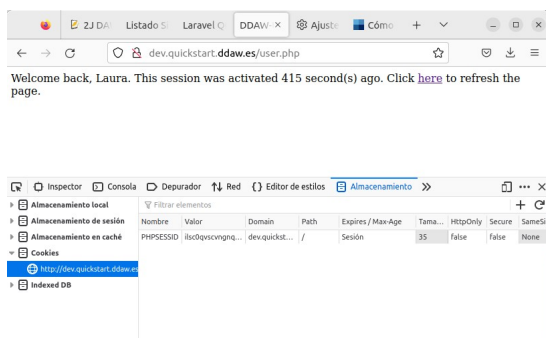 2J DA
Listado S
Laravel Q
DDAW-
Ajuste
Cómo
dev.quickstart.ddaw.es/user.php
Welcome back, Laura. This session was activated 415 second(s) ago. Click here to refresh the
page.
Inspector Consola Depurador Red {} Editor de estilos Almacenamiento
Almacenamiento local
Filtrar elementos
Almacenamiento de sesión
Nombre Valor Domain Path Expires / Max-Age Tama... HttpOnly Secure SameSi
Almacenamiento en caché
PHPSESSID ilsc0qvscvngnq... dev.quickst... / Sesión 35 false false None
Cookies
http://dev.quickstart.ddaw.es
Indexed DB